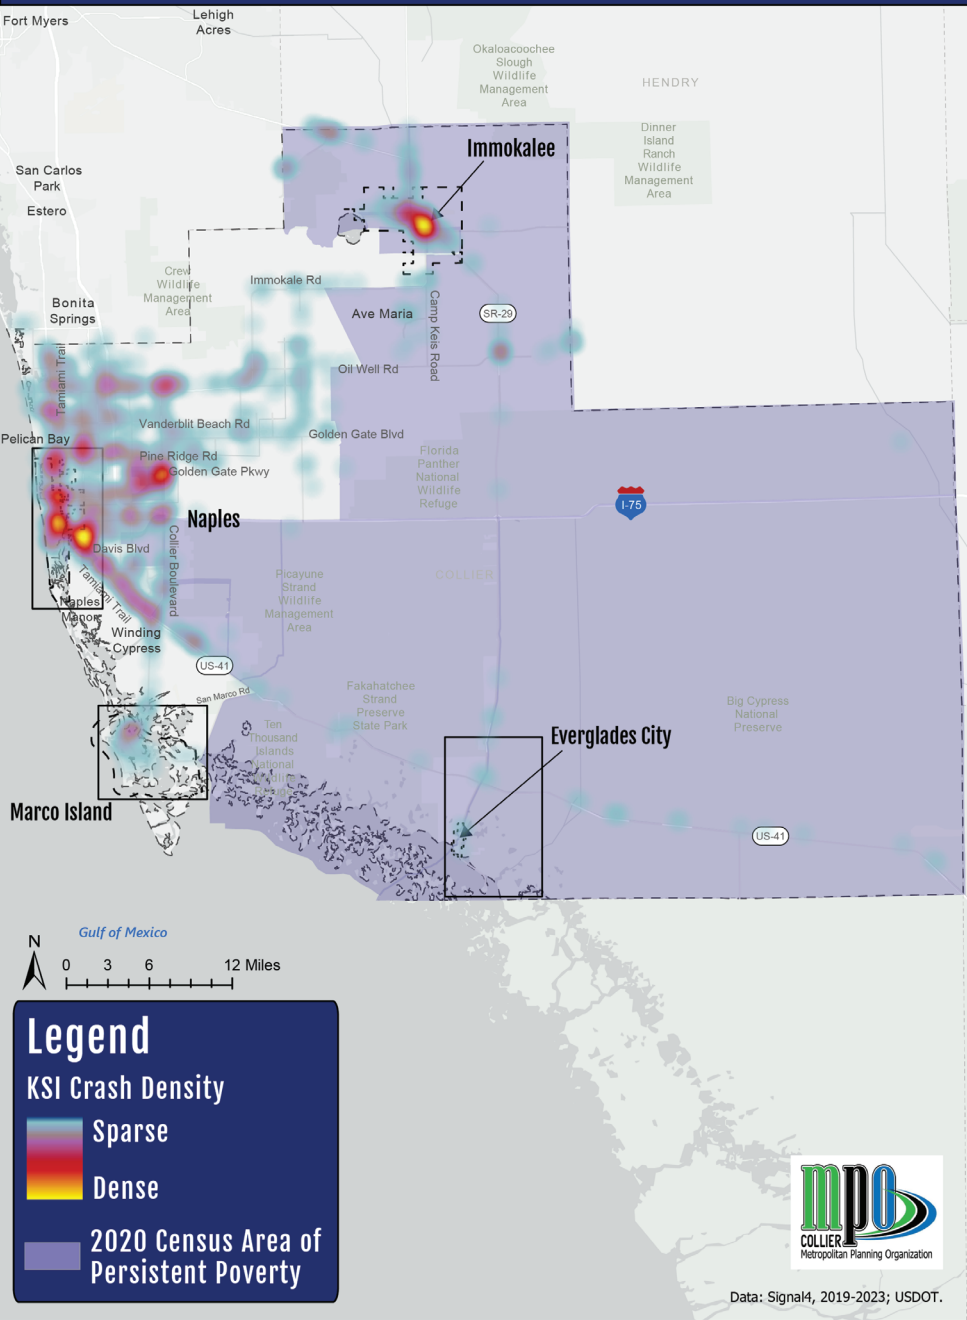 Fort Myers
Lehigh
Acres
Okaloacoochee
Slough
Wildlife
Management
Area
HENDRY
Dinner
Island
Ranch
Wildlife
Management
Area
Immokalee
San Carlos
Park
Estero
Crew
Wildlife
Management
Area
Immokale Rd
Bonita
Springs
Ave Maria
Camp Keis Road
SR-29
Tamiami Trail
Oil Well Rd
Vanderblit Beach Rd
Golden Gate Blvd
Pelican Bay
Pine Ridge Rd
Golden Gate Pkwy
Florida
Panther
National
Wildlife
Refuge
I-75
Naples
Davis Blvd
Collier Boulevard
COLLIER
Picayune
Strand
Wildlife
Management
Area
Tamiami Trail
Naples
Manor
Winding
Cypress
US-41
San Marco Rd
Fakahatchee
Strand
Preserve
State Park
Big Cypress
National
Preserve
Ten
Thousand
Islands
National
Wildlife
Refuge
Everglades City
Marco Island
US-41
Gulf of Mexico
N
0 3 6 12 Miles
Legend
KSI Crash Density
Sparse
Dense
2020 Census Area of
Persistent Poverty
mpo
COLLIER
Metropolitan Planning Organization
Data: Signal4, 2019-2023; USDOT.